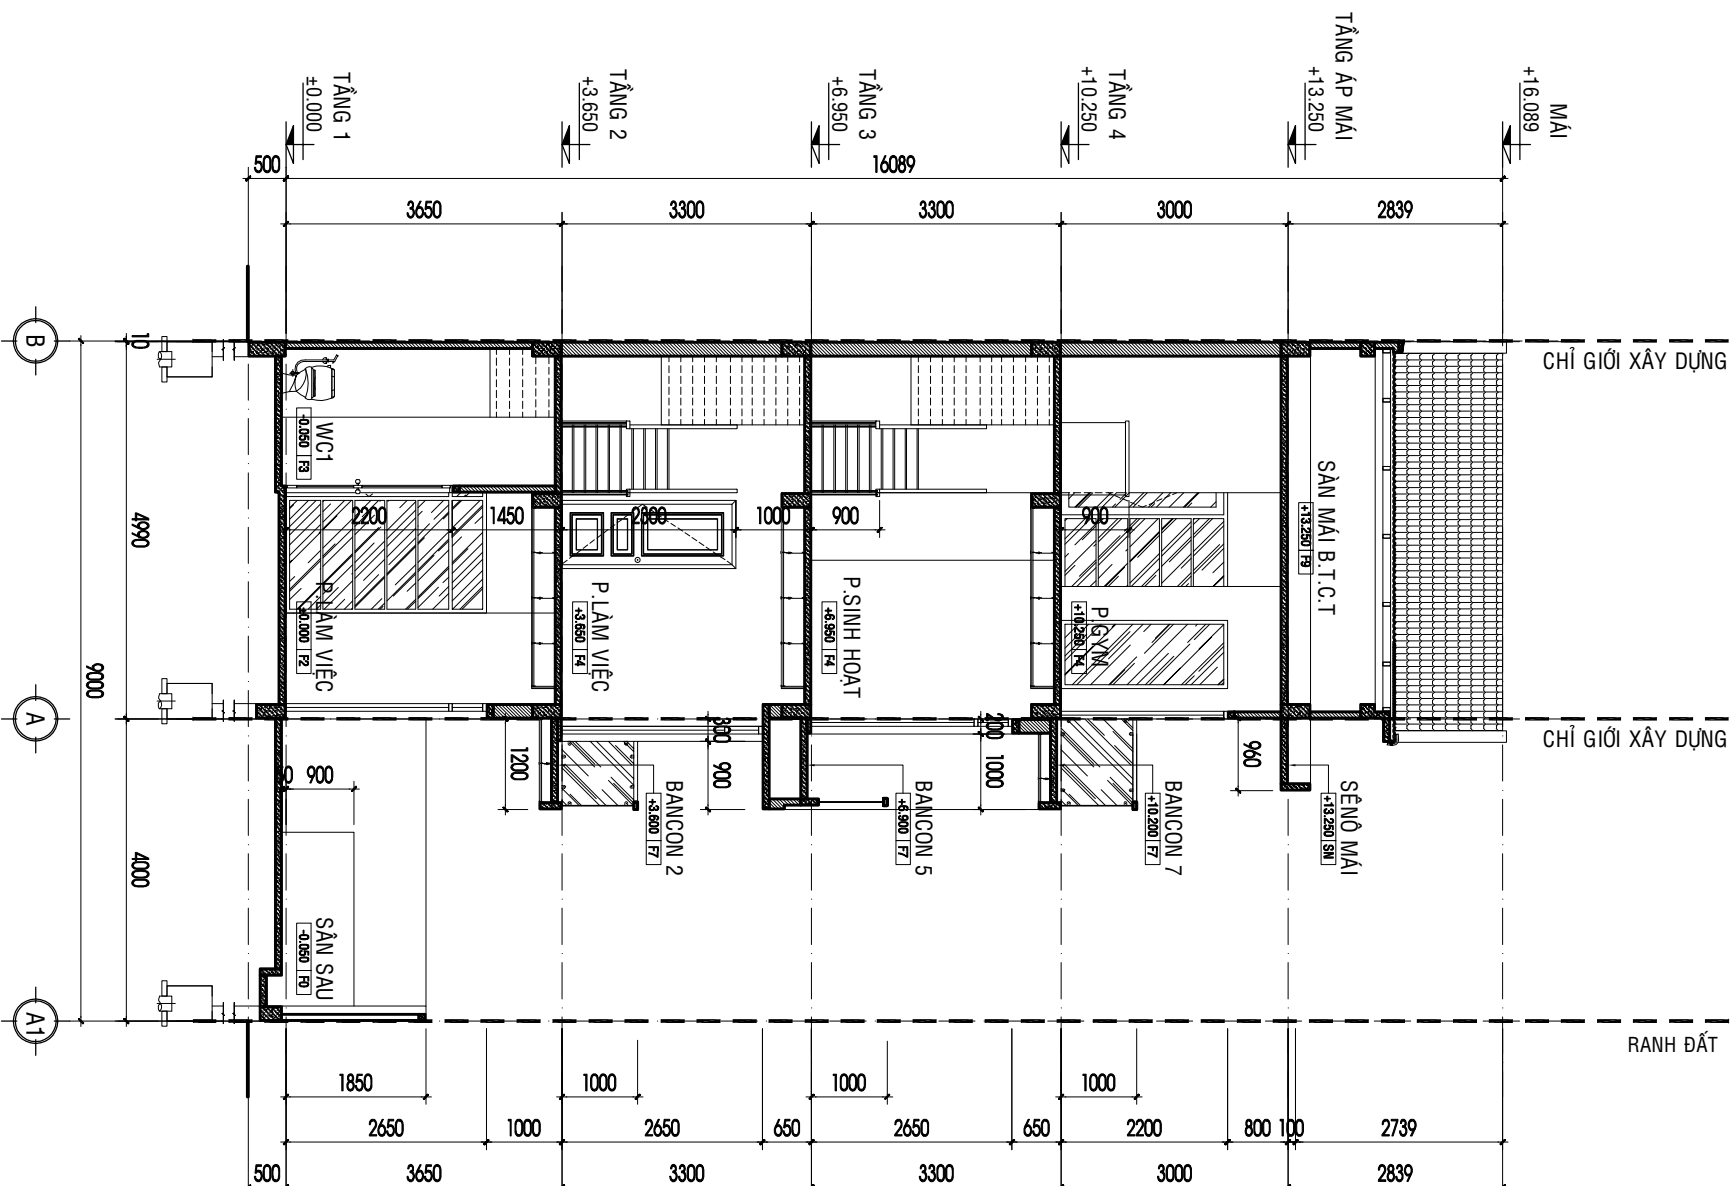 TẦNG 1
±0.000
TẦNG 2
+3.650
TẦNG 3
+6.950
TẦNG 4
+10.250
TẦNG ÁP MÁI
+13.250
MÁI
+16.089
500
16089
3650
3300
3300
3000
2839
B
10
CHỈ GIỚI XÂY DỰNG
WC1
-0.050 F3
SÀN MÁI B.T.C.T
+13.250 F9
4990
2200
1450
1000
900
900
P.LÀM VIỆC
±0.000 F2
P.LÀM VIỆC
+3.650 F4
P.SINH HOẠT
+6.950 F4
P.GYM
+10.250 F4
9000
A
CHỈ GIỚI XÂY DỰNG
300
200
1200
900
1000
960
900
BANCON 2
+3.600 F7
BANCON 5
+6.900 F7
BANCON 7
+10.200 F7
SÊNÔ MÁI
+13.250 SN
4000
SÂN SAU
-0.050 F0
A1
RANH ĐẤT
1850
1000
1000
1000
2650
1000
2650
650
2650
650
2200
800
100
2739
500
3650
3300
3300
3000
2839